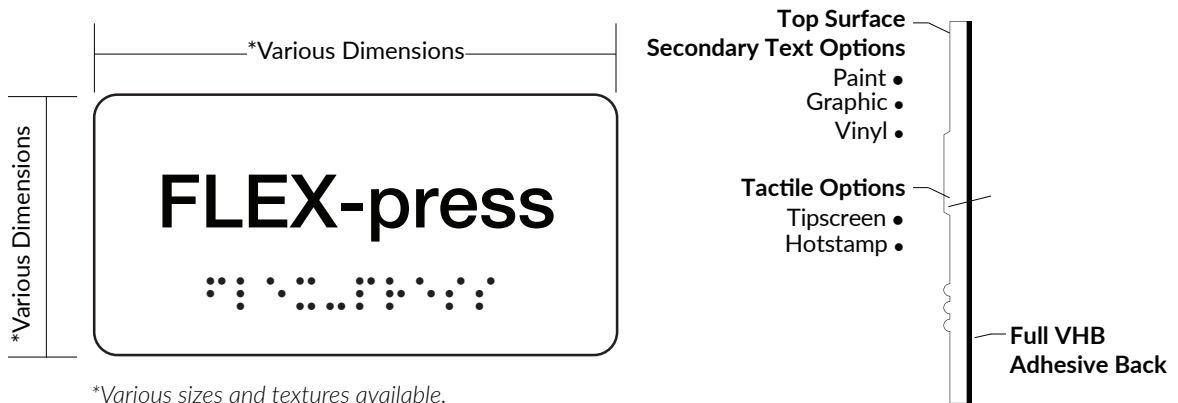 *Various Dimensions
*Various Dimensions
FLEX-press
⠋⠇⠑⠭⠤⠏⠗⠑⠎⠎
*Various sizes and textures available.
Top Surface
Secondary Text Options
Paint •
Graphic •
Vinyl •
Tactile Options
Tipscreen •
Hotstamp •
Full VHB
Adhesive Back